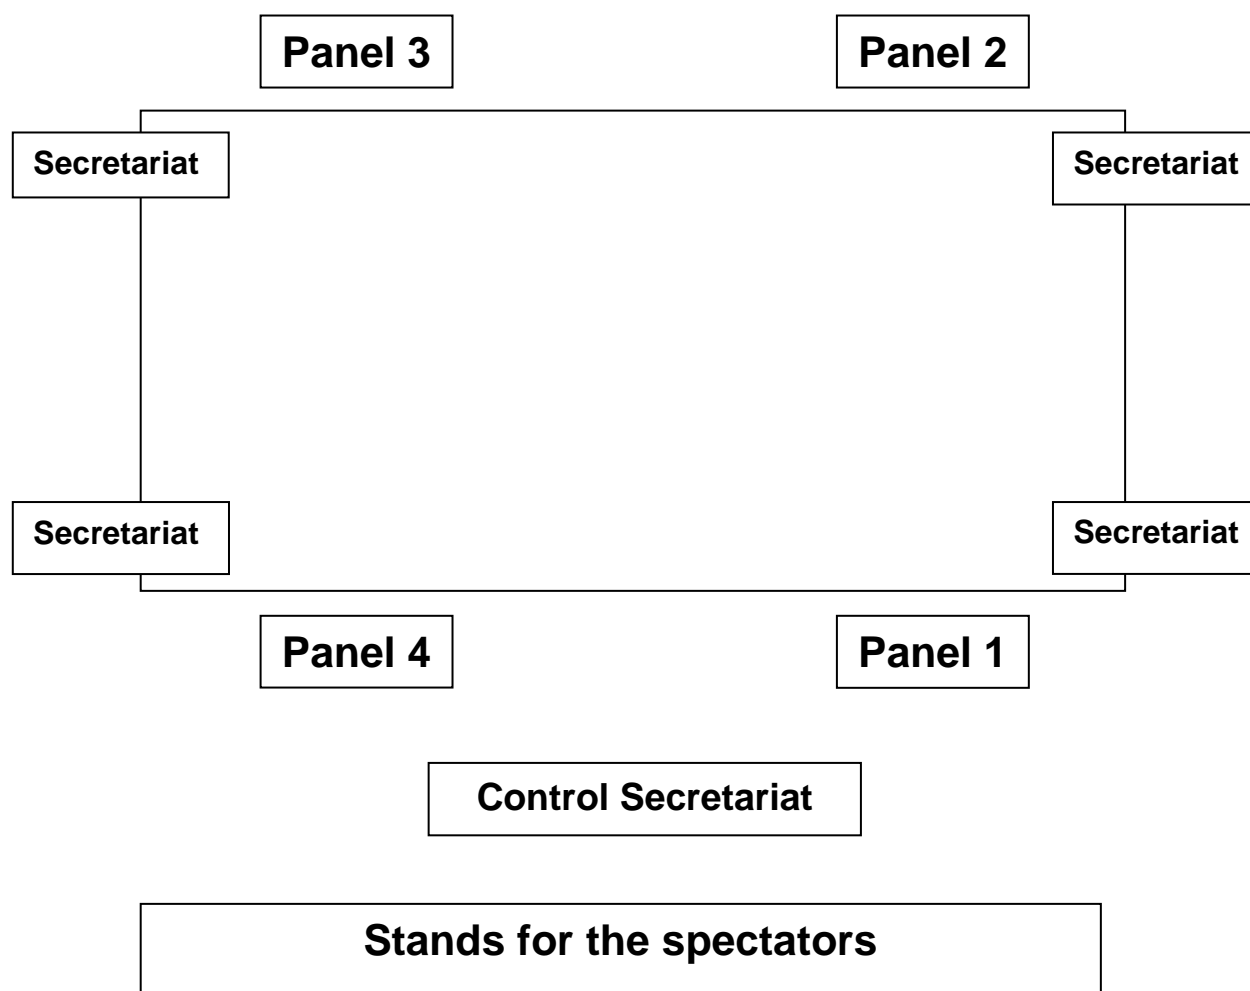 Panel 3
Panel 2
Secretariat
Secretariat
Secretariat
Secretariat
Panel 4
Panel 1
Control Secretariat
Stands for the spectators